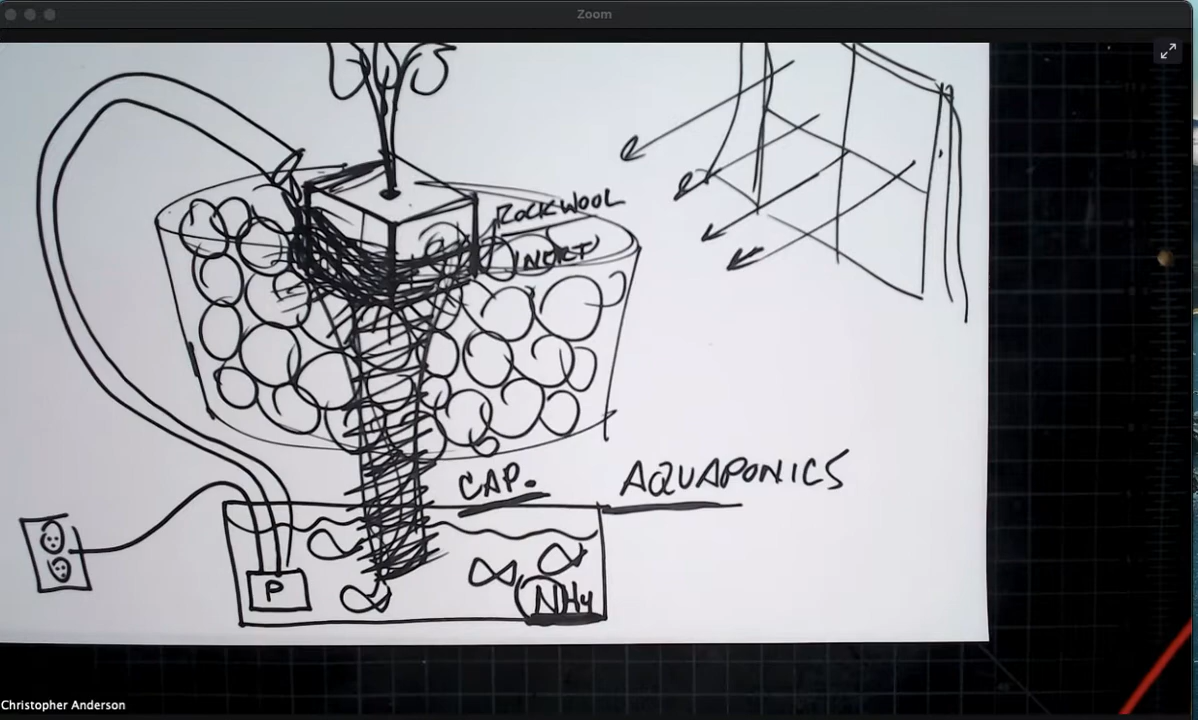 Zoom
ROCKWOOL
INERT
CAP.
AQUAPONICS
P
NH4
Christopher Anderson